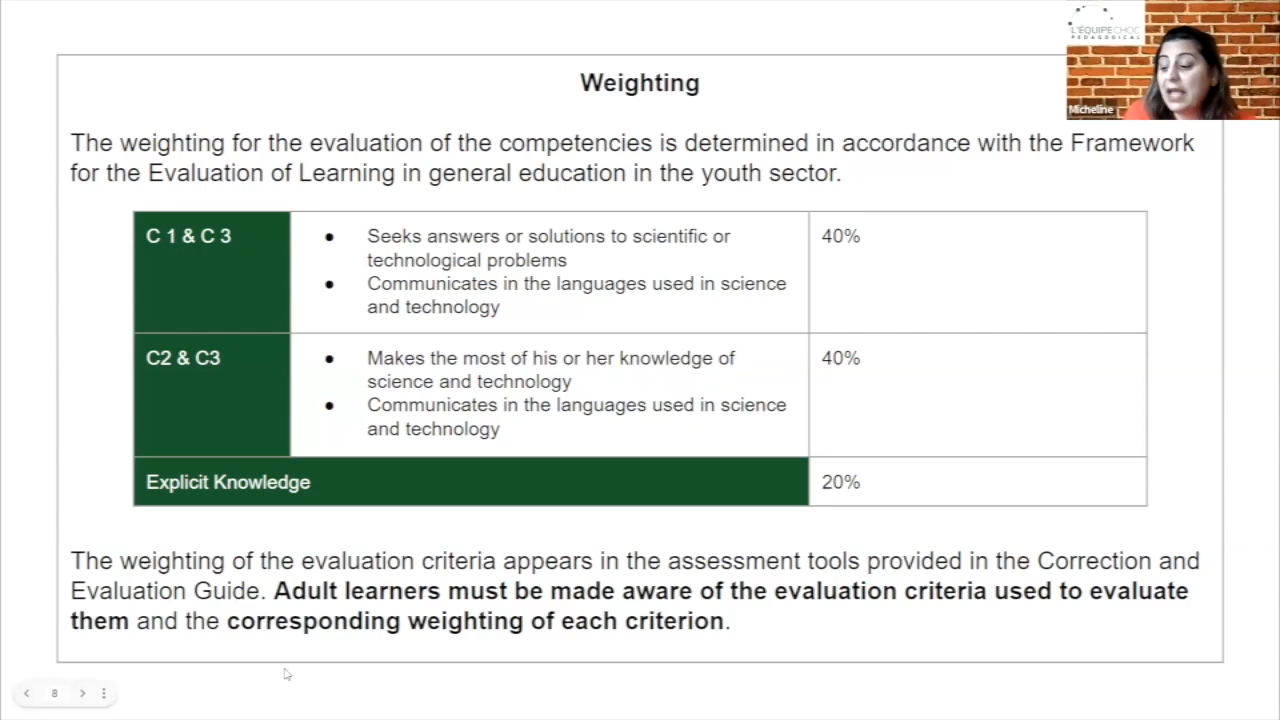 L'ÉQUIPECHOC
PÉDAGOGICAL
Micheline
Weighting
The weighting for the evaluation of the competencies is determined in accordance with the Framework
for the Evaluation of Learning in general education in the youth sector.
C 1 & C 3
● Seeks answers or solutions to scientific or
technological problems
● Communicates in the languages used in science
and technology
40%
C2 & C3
● Makes the most of his or her knowledge of
science and technology
● Communicates in the languages used in science
and technology
40%
Explicit Knowledge
20%
The weighting of the evaluation criteria appears in the assessment tools provided in the Correction and
Evaluation Guide. Adult learners must be made aware of the evaluation criteria used to evaluate
them and the corresponding weighting of each criterion.
8